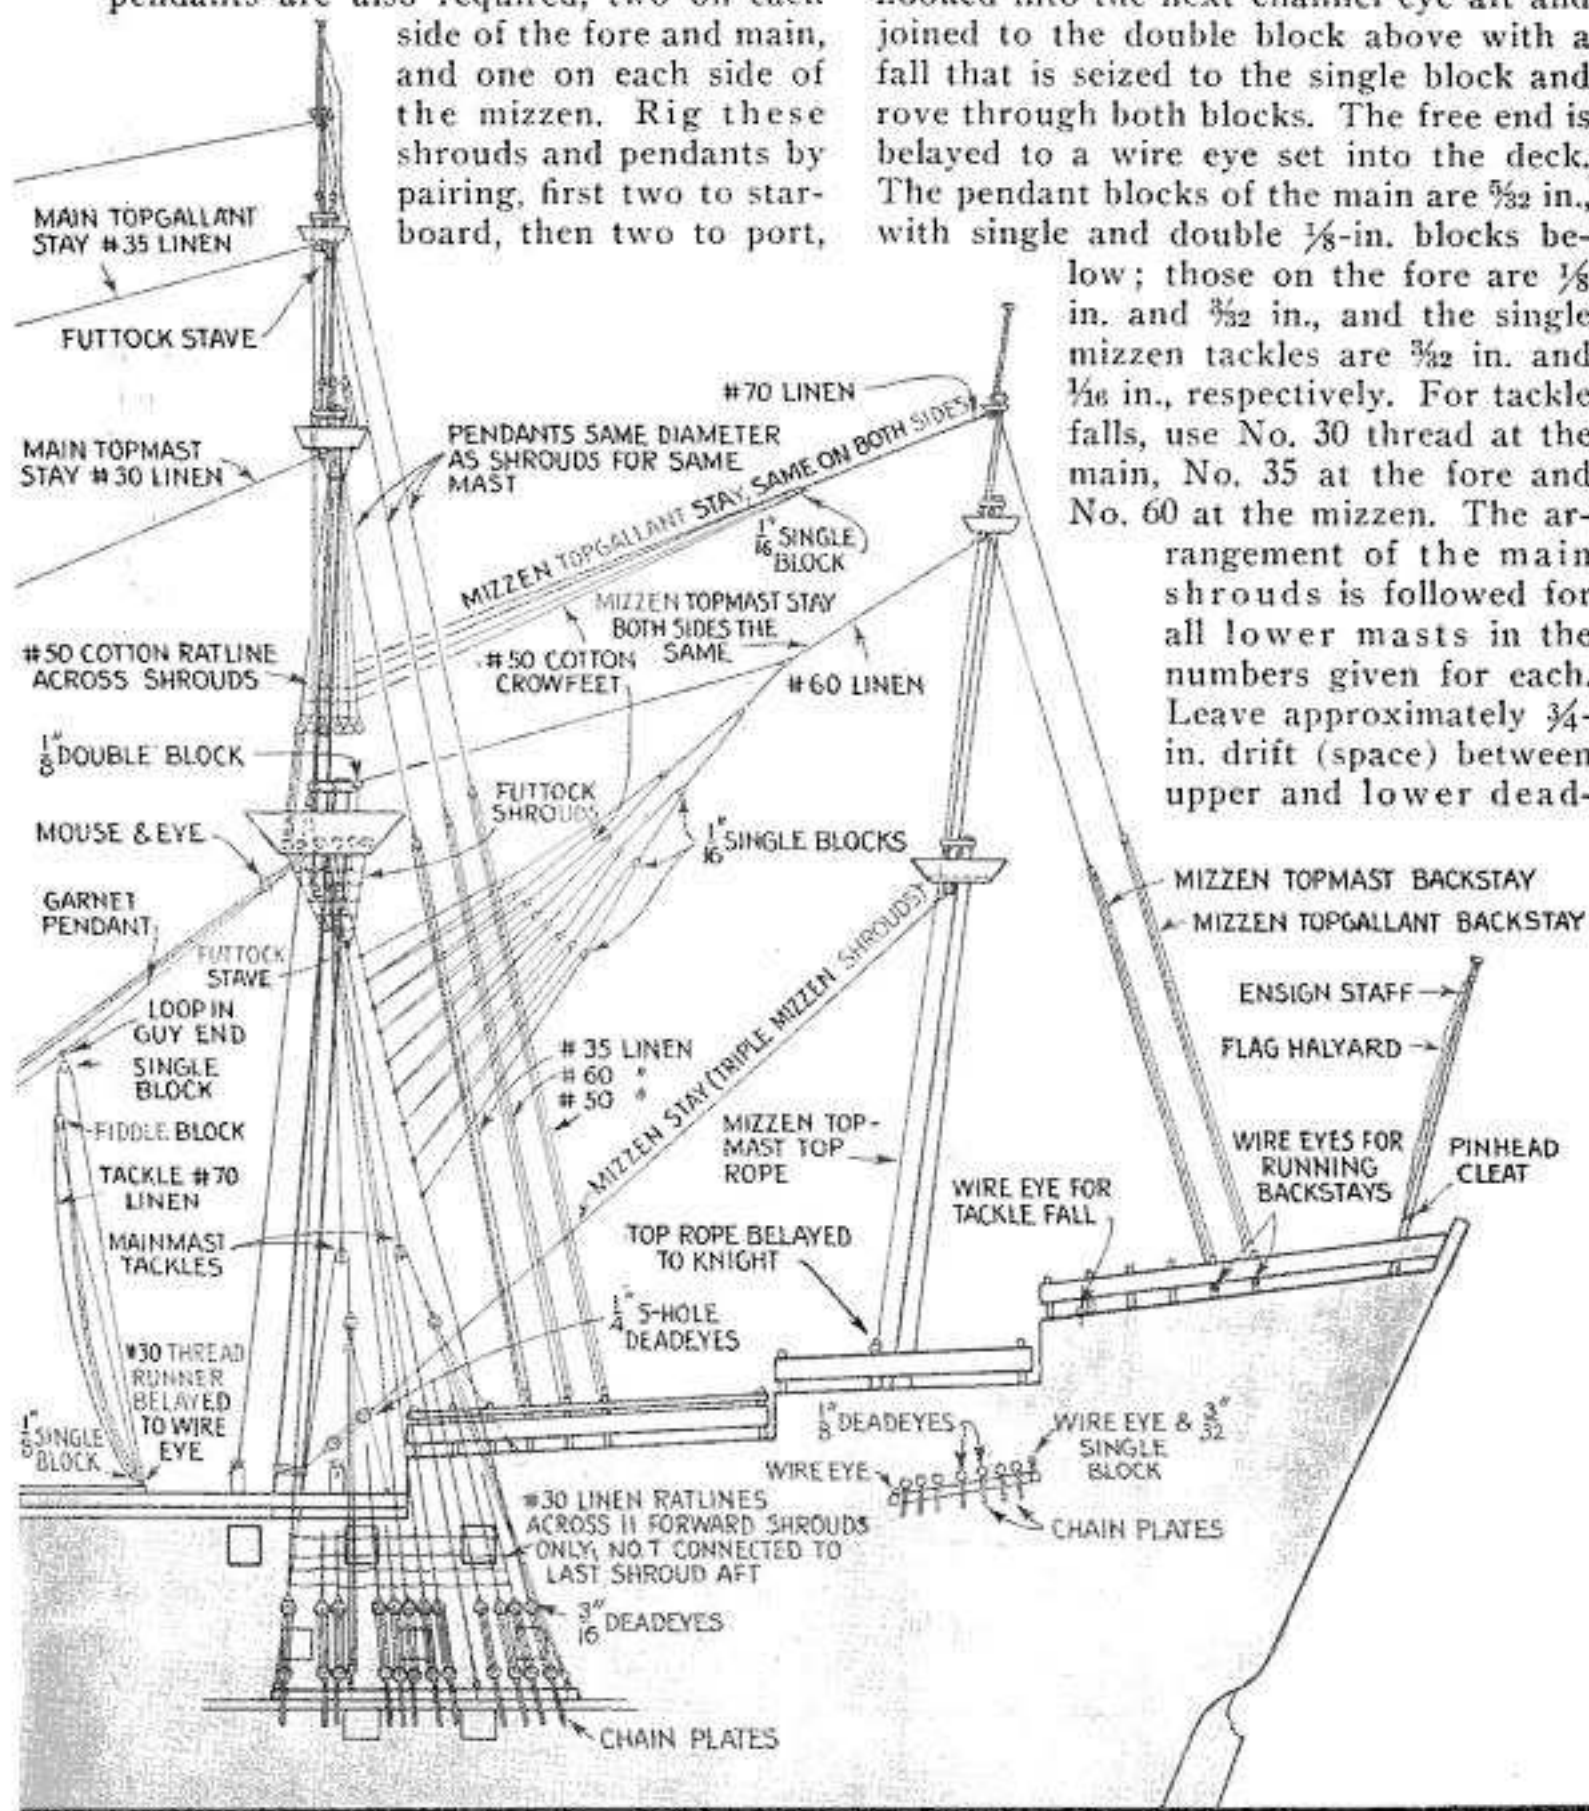 pendants are also required, two on each
side of the fore and main,
and one on each side of
the mizzen. Rig these
shrouds and pendants by
pairing, first two to star-
board, then two to port,
hooked into the next channel eye aft and
joined to the double block above with a
fall that is seized to the single block and
rove through both blocks. The free end is
belayed to a wire eye set into the deck.
The pendant blocks of the main are 5/32 in.,
with single and double 1/8-in. blocks be-
low; those on the fore are 1/8
in. and 3/32 in., and the single
mizzen tackles are 3/32 in. and
1/16 in., respectively. For tackle
falls, use No. 30 thread at the
main, No. 35 at the fore and
No. 60 at the mizzen. The ar-
rangement of the main
shrouds is followed for
all lower masts in the
numbers given for each.
Leave approximately 3/4-
in. drift (space) between
upper and lower dead-
MAIN TOPGALLANT
STAY #35 LINEN
FUTTOCK STAVE
MAIN TOPMAST
STAY #30 LINEN
PENDANTS SAME DIAMETER
AS SHROUDS FOR SAME
MAST
#70 LINEN
MIZZEN TOPGALLANT STAY, SAME ON BOTH SIDES
1/16" SINGLE
BLOCK
MIZZEN TOPMAST STAY
BOTH SIDES THE
SAME
#50 COTTON
CROWFEET
#60 LINEN
#50 COTTON RATLINE
ACROSS SHROUDS
1/8" DOUBLE BLOCK
FUTTOCK
SHROUDS
MOUSE & EYE
1/16" SINGLE BLOCKS
GARNET
PENDANT
FUTTOCK
STAVE
MIZZEN TOPMAST BACKSTAY
MIZZEN TOPGALLANT BACKSTAY
LOOP IN
GUY END
SINGLE
BLOCK
ENSIGN STAFF
FLAG HALYARD
# 35 LINEN
# 60 "
# 50 "
MIZZEN STAY (TRIPLE MIZZEN SHROUDS)
FIDDLE BLOCK
TACKLE #70
LINEN
MIZZEN TOP-
MAST TOP
ROPE
WIRE EYE FOR
TACKLE FALL
WIRE EYES FOR
RUNNING
BACKSTAYS
PINHEAD
CLEAT
MAINMAST
TACKLES
TOP ROPE BELAYED
TO KNIGHT
1/4" 5-HOLE
DEADEYES
#30 THREAD
RUNNER
BELAYED
TO WIRE
EYE
1/8" SINGLE
BLOCK
1/8" DEADEYES
WIRE EYE & 3/32"
SINGLE
BLOCK
WIRE EYE
CHAIN PLATES
#30 LINEN RATLINES
ACROSS 11 FORWARD SHROUDS
ONLY, NOT CONNECTED TO
LAST SHROUD AFT
3/16" DEADEYES
CHAIN PLATES